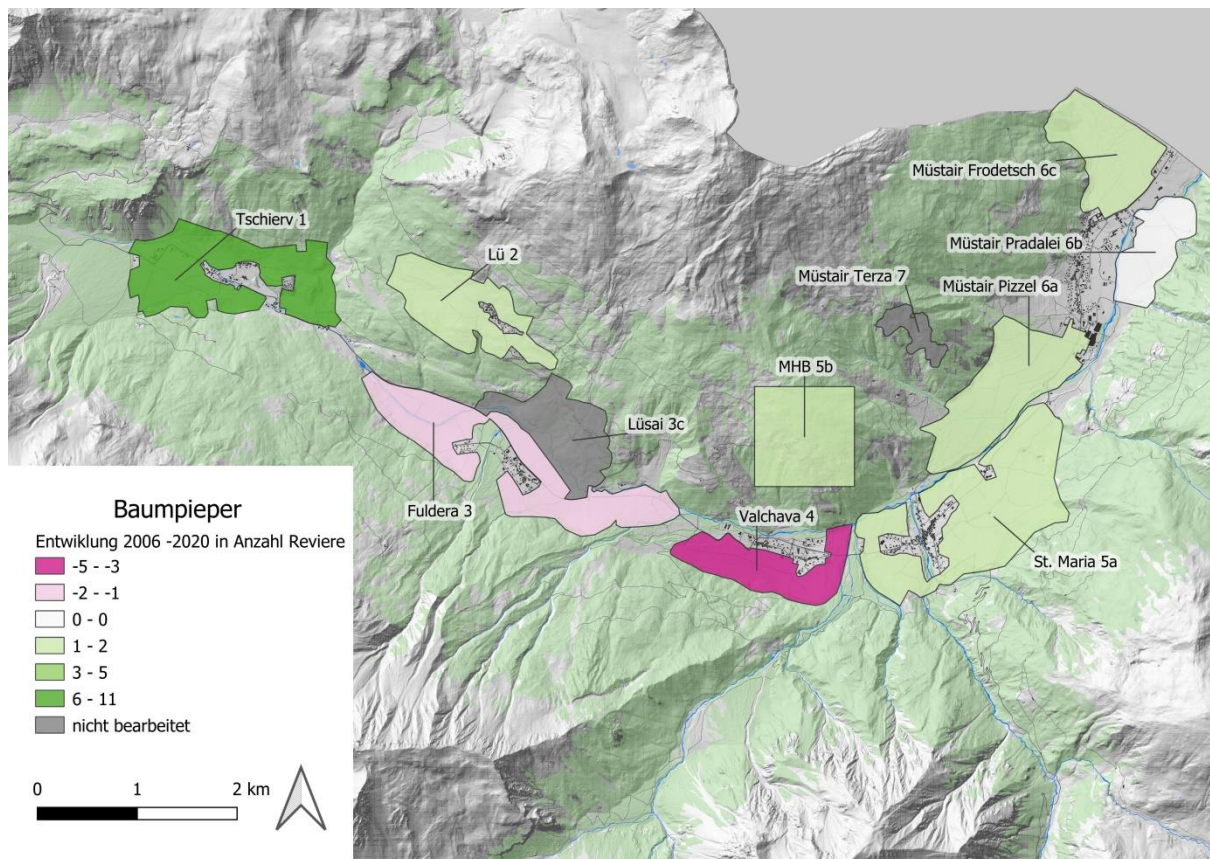 Müstair Frodetsch 6c
Tschierv 1
Lü 2
Müstair Pradalei 6b
Müstair Terza 7
Müstair Pizzel 6a
MHB 5b
Lüsai 3c
Fuldera 3
Valchava 4
St. Maria 5a
Baumpieper
Entwiklung 2006 -2020 in Anzahl Reviere
-5 - -3
-2 - -1
0 - 0
1 - 2
3 - 5
6 - 11
nicht bearbeitet
0 1 2 km